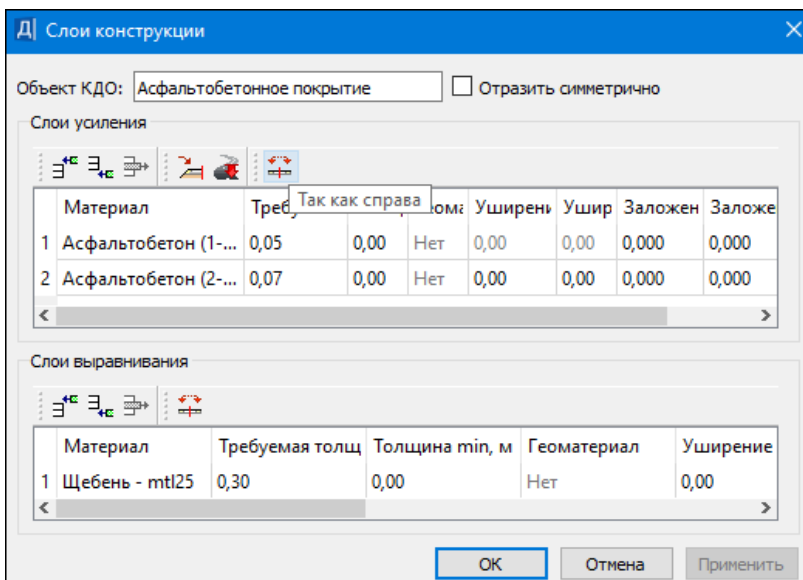 Д Слои конструкции
Объект КДО: Асфальтобетонное покрытие Отразить симметрично
Слои усиления
Так как справа
Материал Уширени Ушир Заложен Заложе
1 Асфальтобетон (1-... 0,05 0,00 Нет 0,00 0,00 0,000 0,000
2 Асфальтобетон (2-... 0,07 0,00 Нет 0,00 0,00 0,000 0,000
Слои выравнивания
Материал Требуемая толщ Толщина min, м Геоматериал Уширение
1 Щебень - mtl25 0,30 0,00 Нет 0,00
ОК Отмена Применить